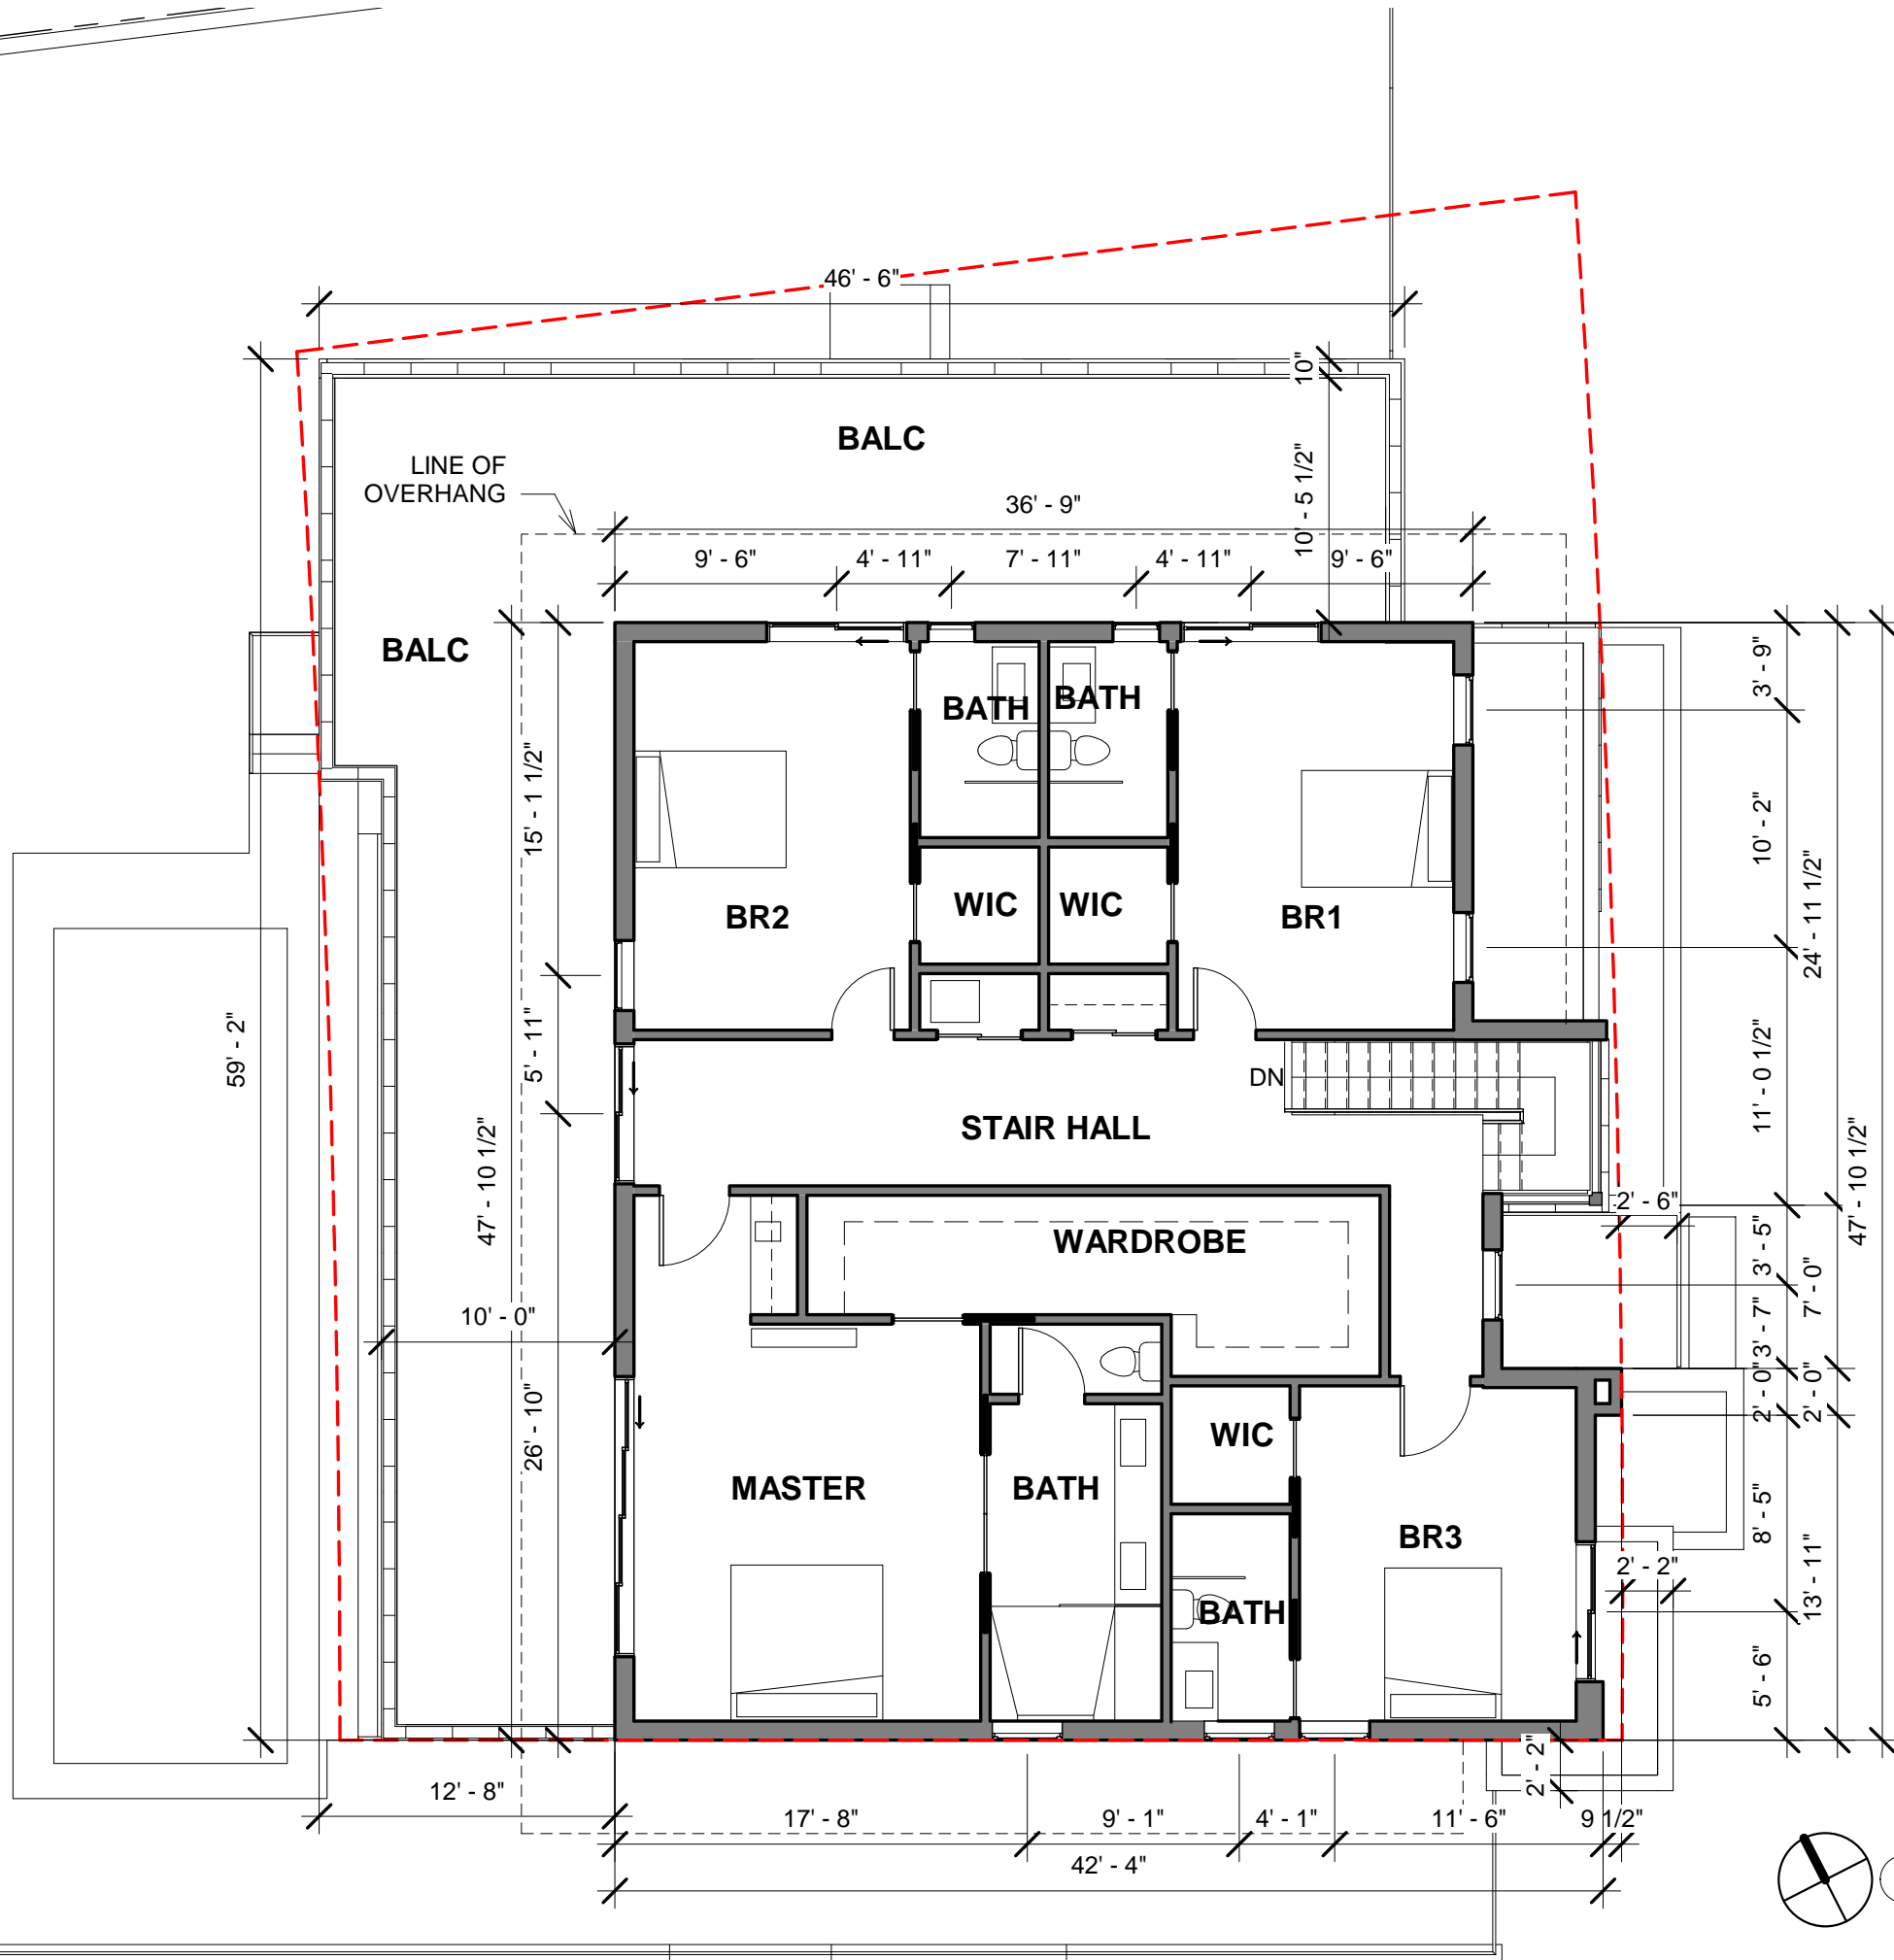 46' - 6"
10"
BALC
LINE OF
OVERHANG
10' - 5 1/2"
36' - 9"
9' - 6"
4' - 11"
7' - 11"
4' - 11"
9' - 6"
BALC
3' - 9"
BATH
BATH
15' - 1 1/2"
10' - 2"
24' - 11 1/2"
BR2
WIC
WIC
BR1
59' - 2"
5' - 11"
DN
11' - 0 1/2"
STAIR HALL
47' - 10 1/2"
47' - 10 1/2"
2' - 6"
WARDROBE
3' - 5"
7' - 0"
10' - 0"
3' - 7"
2' - 0"
2' - 0"
26' - 10"
WIC
MASTER
BATH
8' - 5"
BR3
13' - 11"
2' - 2"
BATH
5' - 6"
2' - 2"
12' - 8"
17' - 8"
9' - 1"
4' - 1"
11' - 6"
9 1/2"
42' - 4"